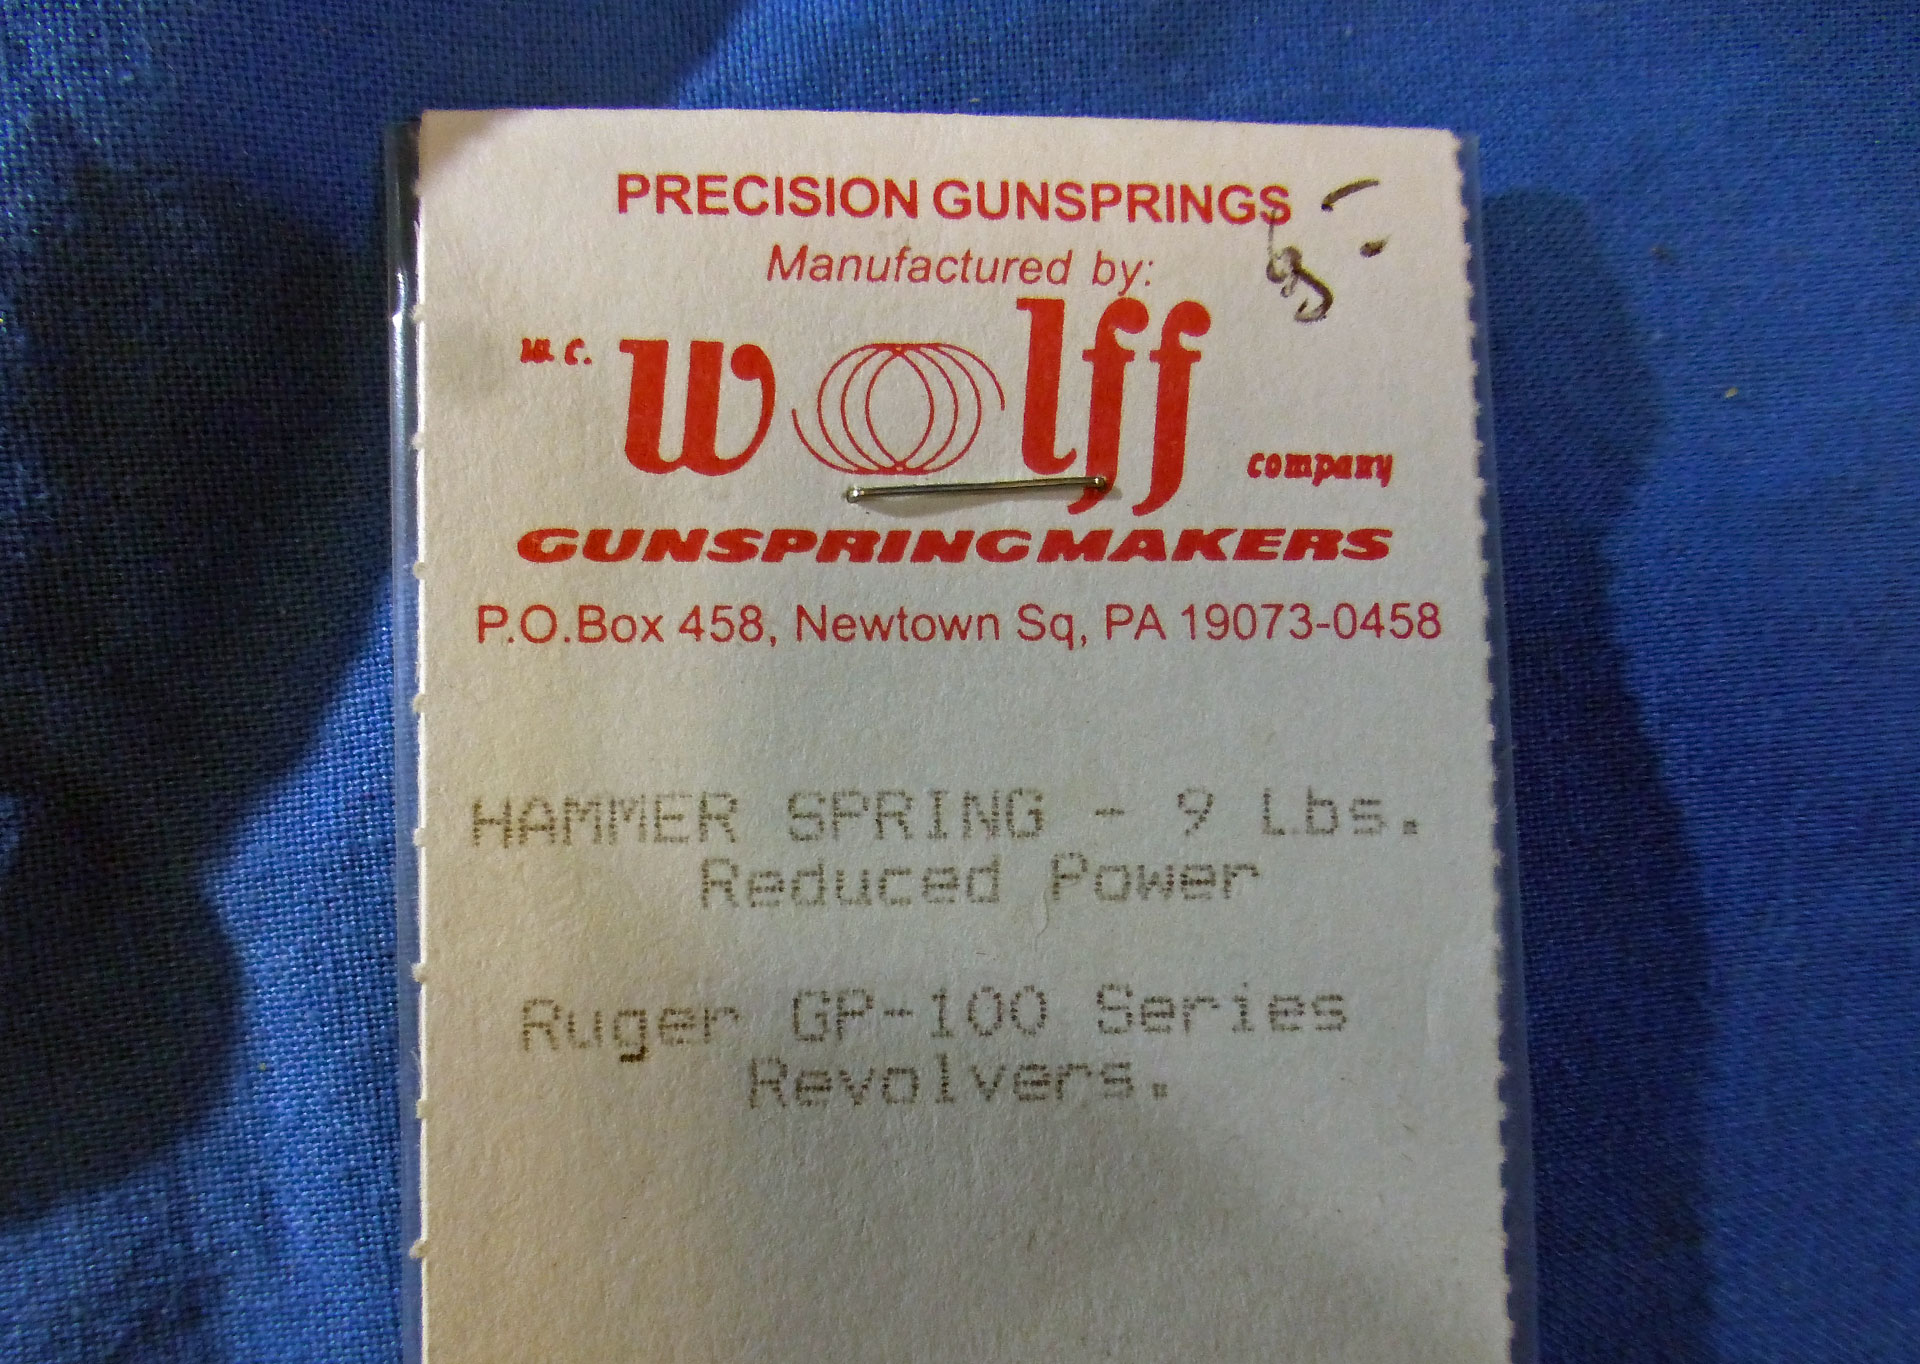 PRECISION GUNSPRINGS
Manufactured by:
w.c. wolff company
GUNSPRINGMAKERS
P.O.Box 458, Newtown Sq, PA 19073-0458
HAMMER SPRING - 9 Lbs.
Reduced Power
Ruger GP-100 Series
Revolvers.